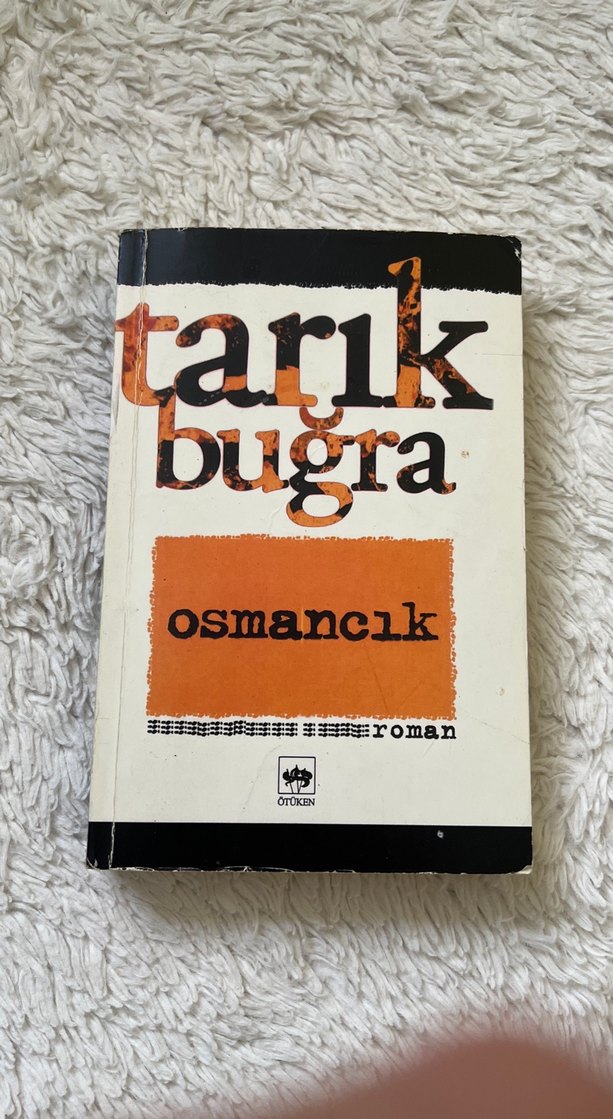 tarık
buğra
osmancık
roman
ÖTÜKEN